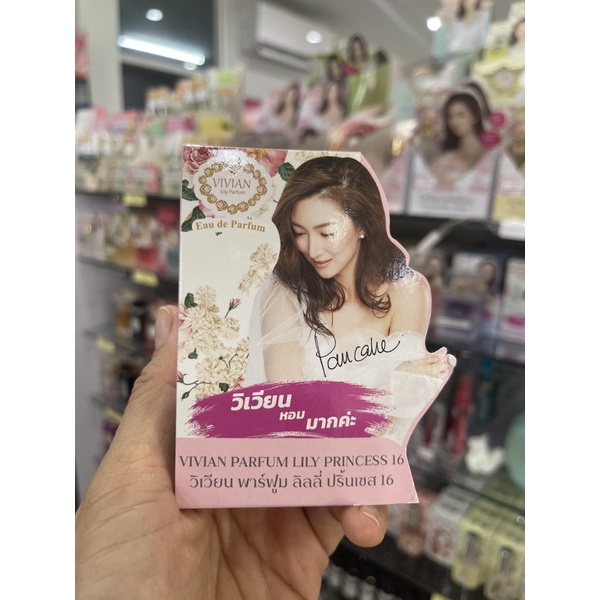 VIVIAN
Lily Parfum
Eau de Parfum
Pancake
วิเวียน
หอม
มากค่ะ
VIVIAN PARFUM LILY PRINCESS 16
วิเวียน พาร์ฟูม ลิลลี่ ปริ้นเซส 16